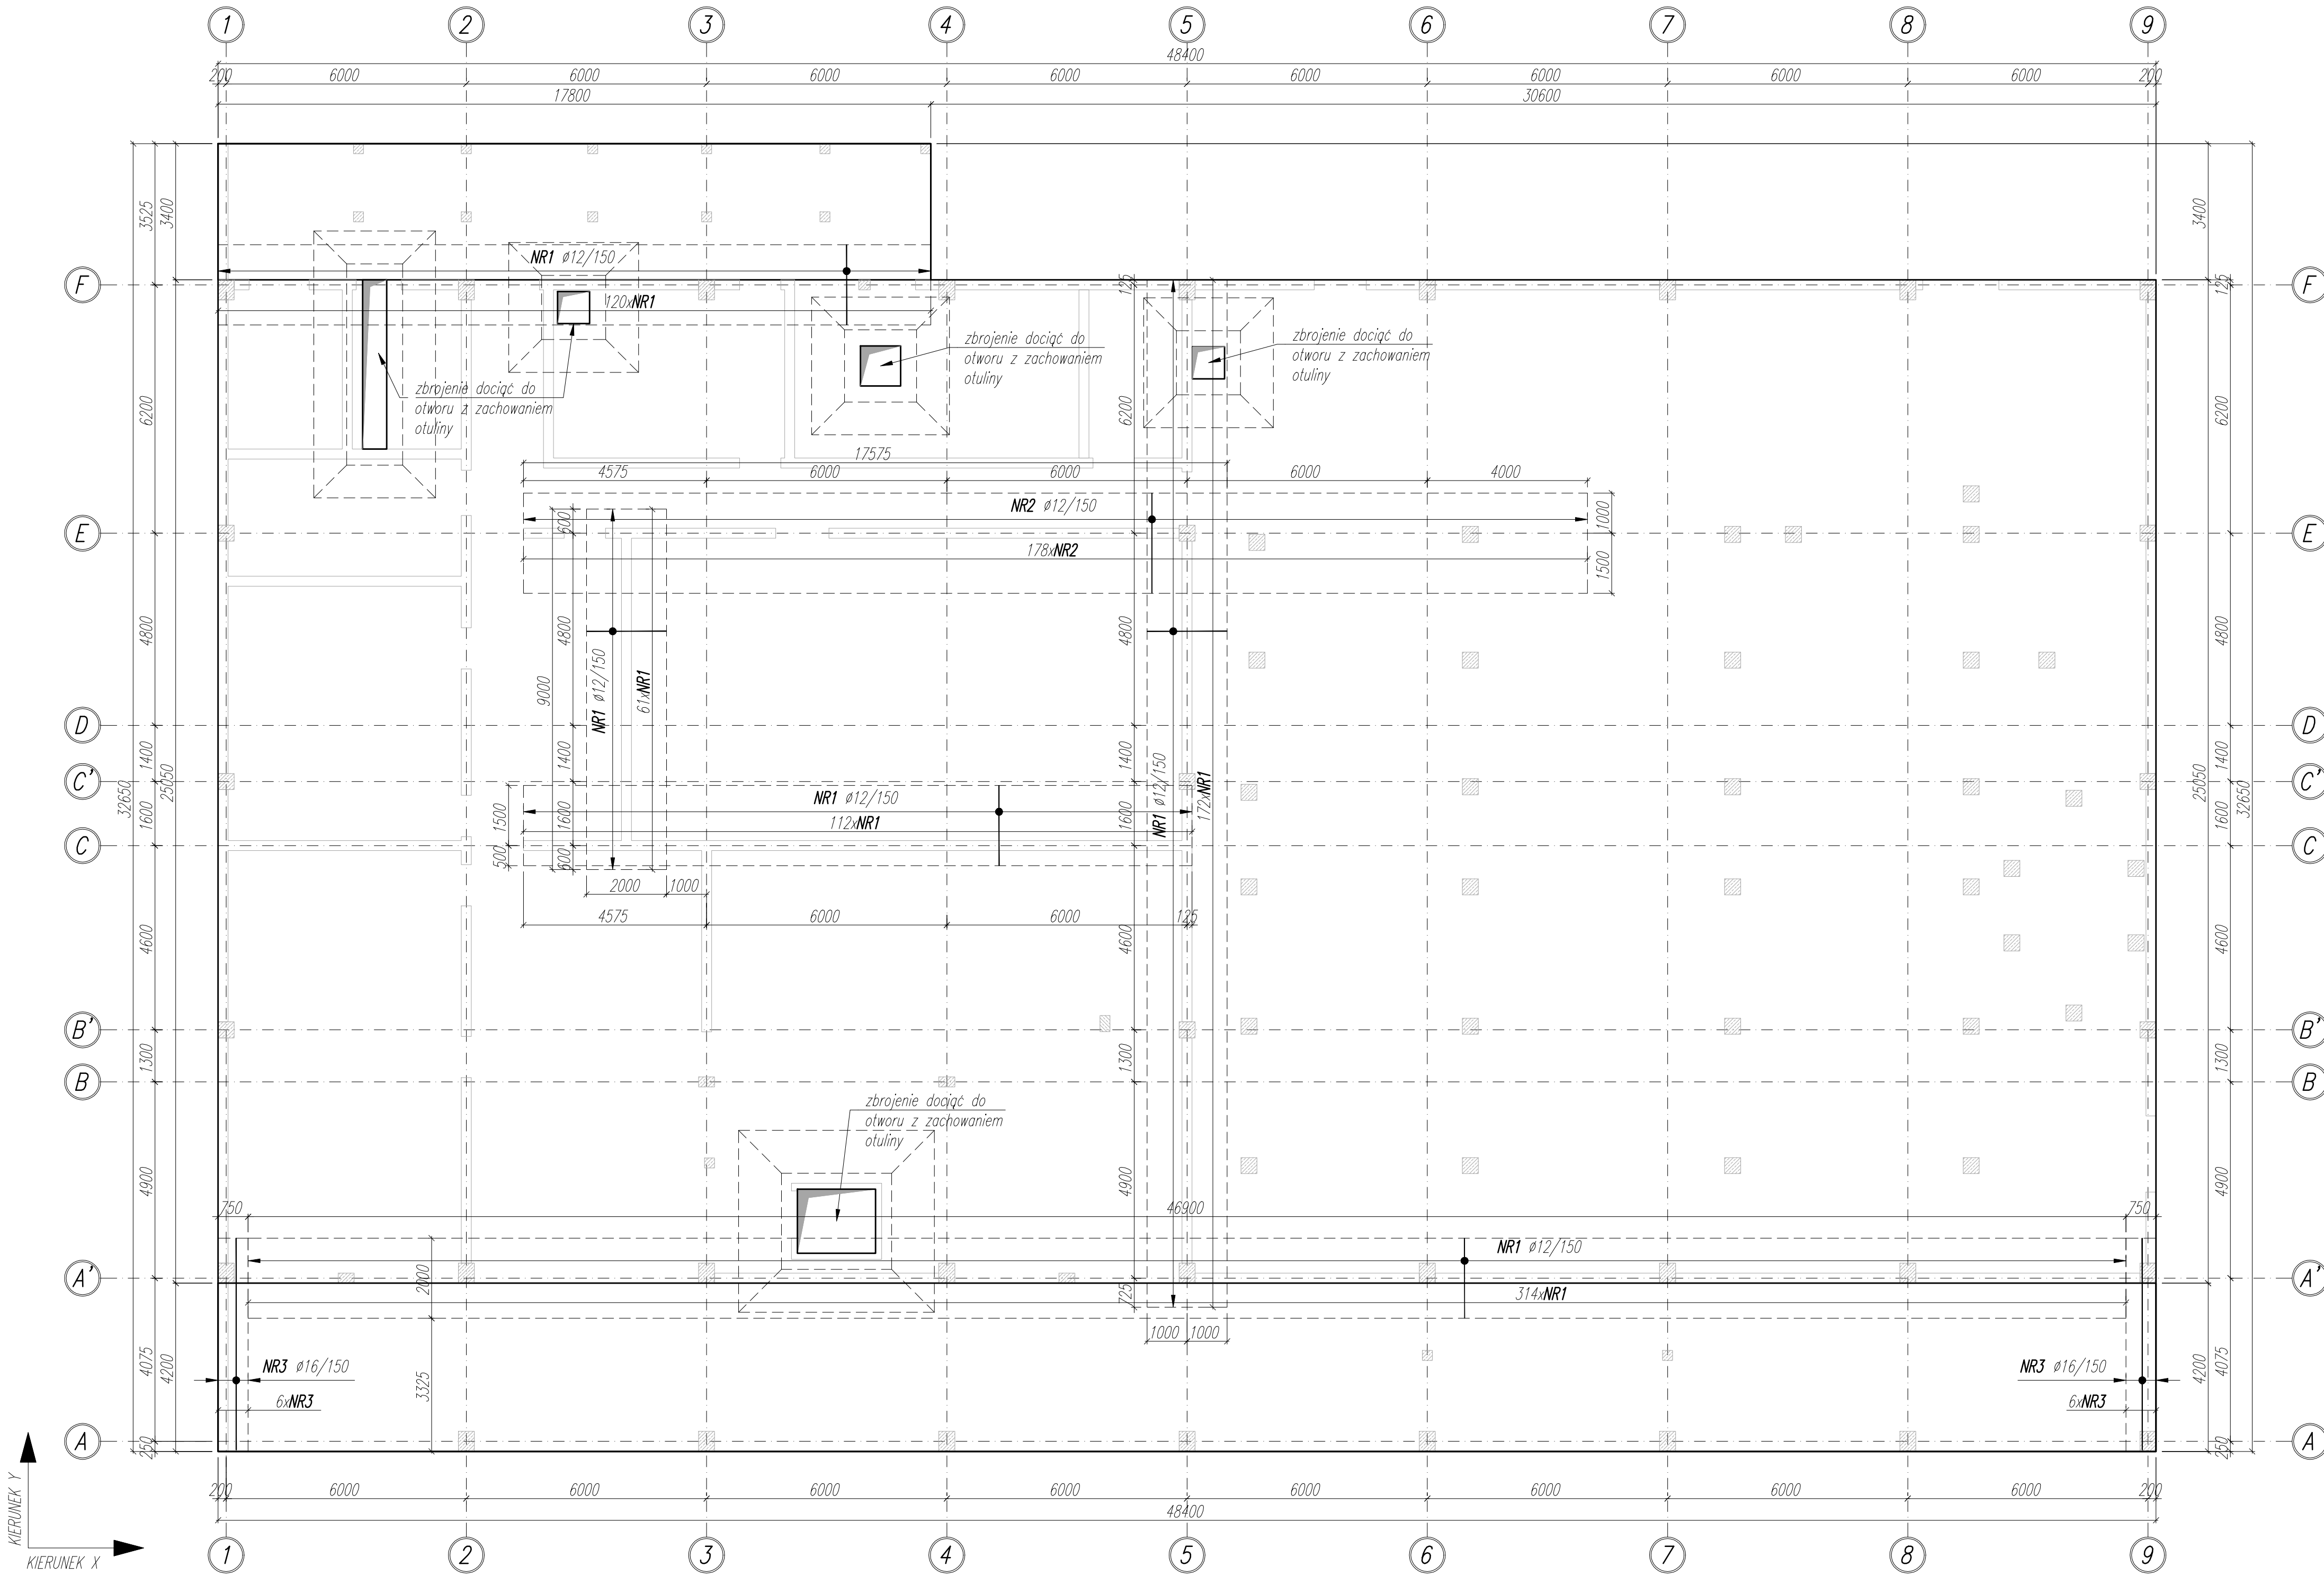 1 2 3 4 5 6 7 8 9
48400
200 6000 6000 6000 6000 6000 6000 6000 6000 200
17800 30600
3525 3400 3400
NR1 ø12/150
F 125 125 F
120xNR1
zbrojenie dociąć do
otworu z zachowaniem
otuliny
zbrojenie dociąć do
otworu z zachowaniem
otuliny
zbrojenie dociąć do
otworu z zachowaniem
otuliny
6200 6200 6200
17575
4575 6000 6000 6000 4000
NR2 ø12/150
E 600 1000 E
178xNR2
1500
4800 4800 4800 4800
9000 NR1 ø12/150 61xNR1
D D
1400 1400 1400 1400
32650 25050 25050 32650
C' C'
NR1 ø12/150
1600 1500 1600 1600 1600
112xNR1
NR1 ø12/150 172xNR1
C 500 600 C
2000 1000
4575 6000 6000 125
4600 4600 4600
B' B'
1300 1300 1300
B B
zbrojenie dociąć do
otworu z zachowaniem
otuliny
4900 4900 4900
750 46900 750
NR1 ø12/150
A' 2000 725 A'
314xNR1
1000 1000
4075 4200 3325 4200 4075
NR3 ø16/150 NR3 ø16/150
6xNR3 6xNR3
A 250 250 A
200 6000 6000 6000 6000 6000 6000 6000 6000 200
48400
KIERUNEK Y
KIERUNEK X
1 2 3 4 5 6 7 8 9